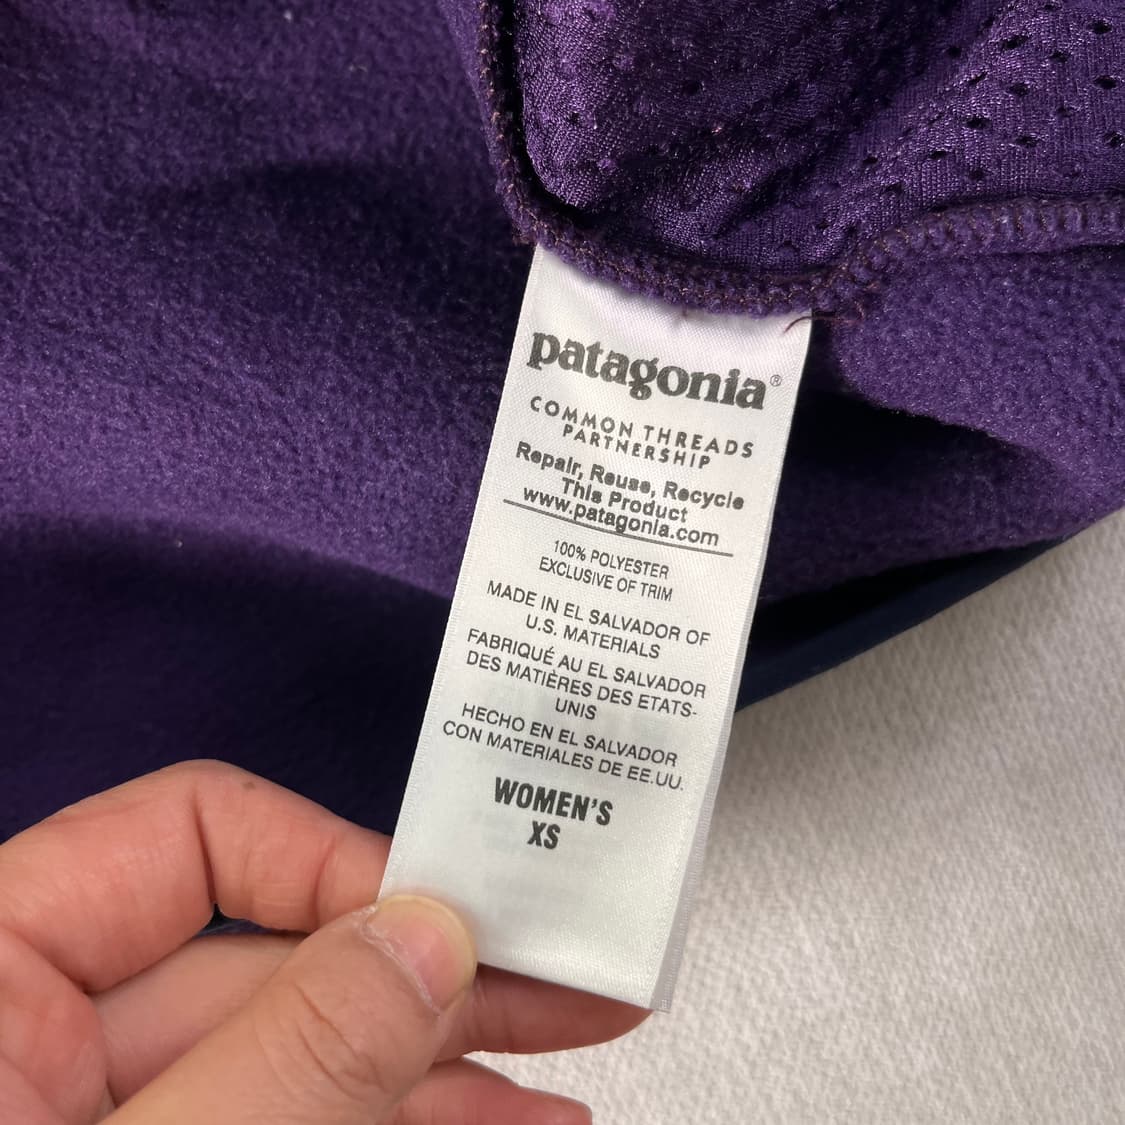 patagonia®
COMMON THREADS
PARTNERSHIP
Repair, Reuse, Recycle
This Product
www.patagonia.com
100% POLYESTER
EXCLUSIVE OF TRIM
MADE IN EL SALVADOR OF
U.S. MATERIALS
FABRIQUÉ AU EL SALVADOR
DES MATIÈRES DES ETATS-
UNIS
HECHO EN EL SALVADOR
CON MATERIALES DE EE.UU.
WOMEN'S
XS